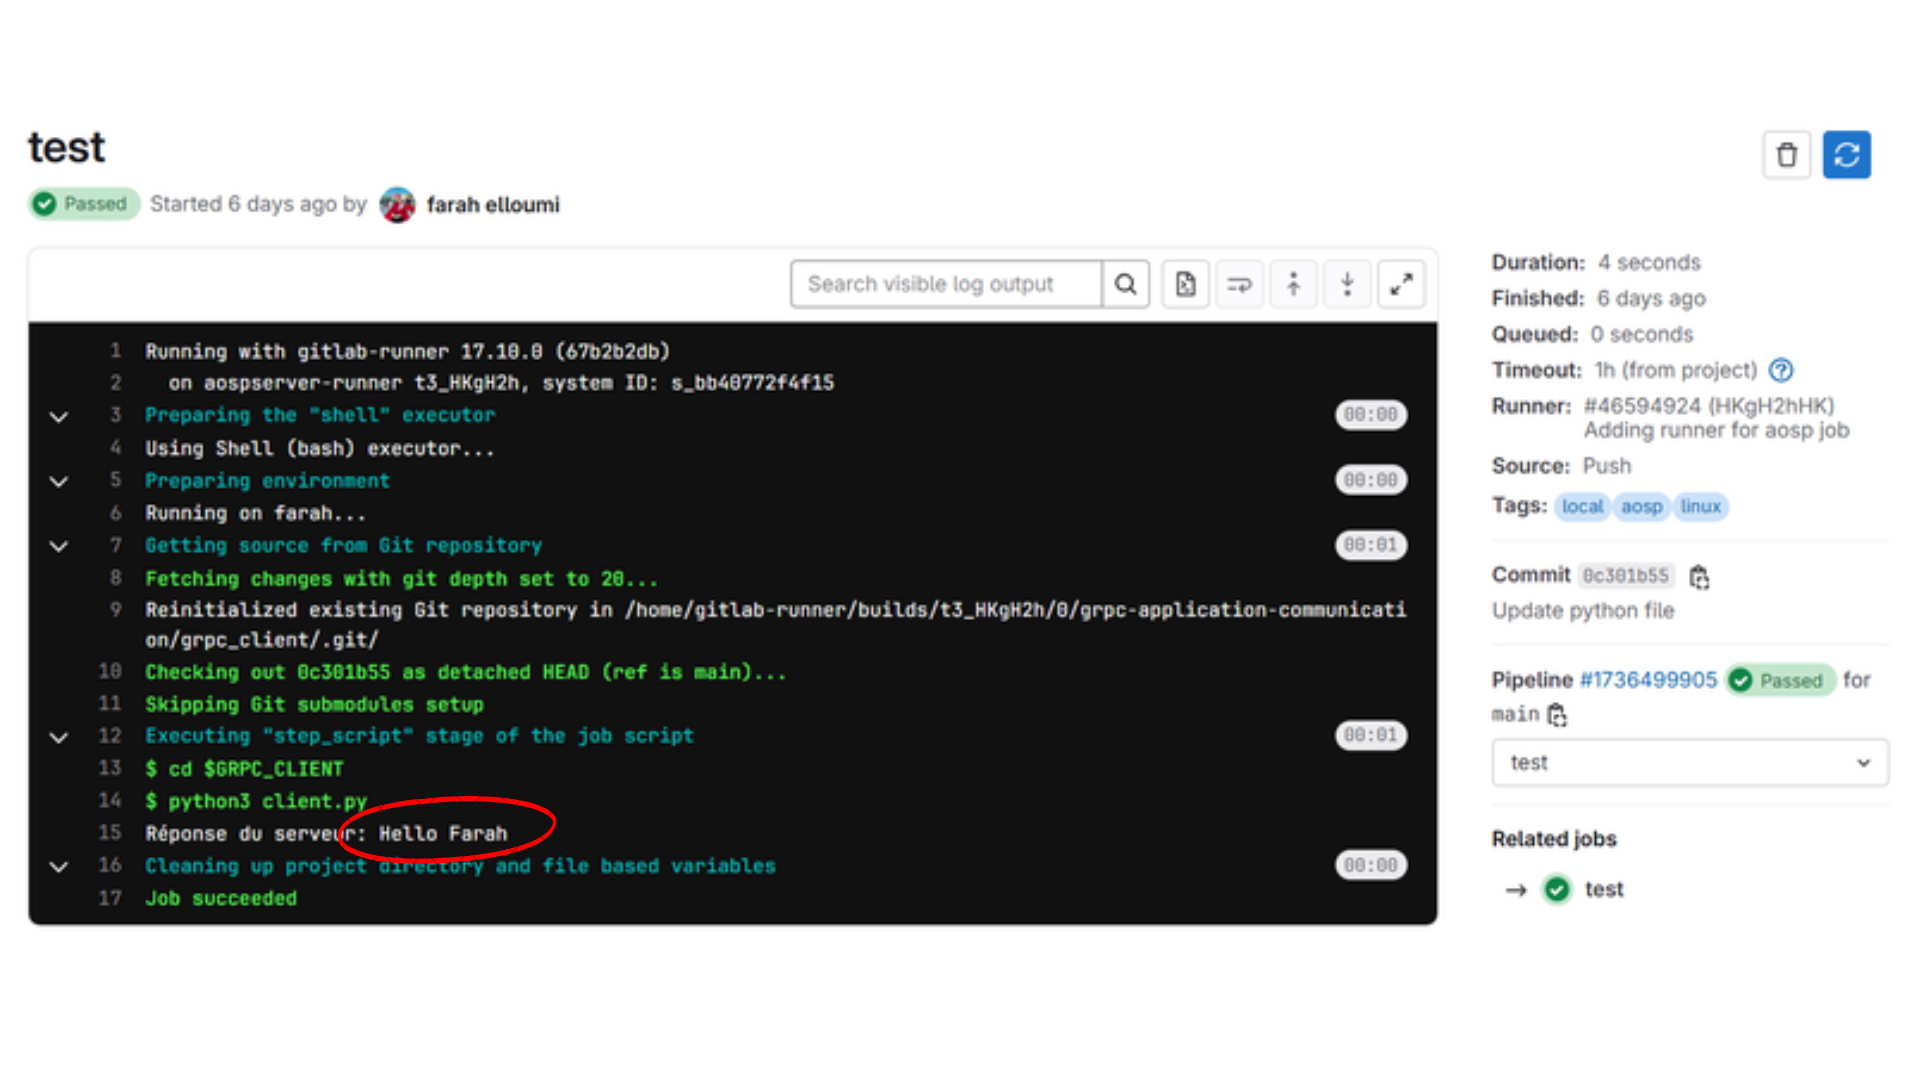 test
Passed Started 6 days ago by farah elloumi
Search visible log output
1 Running with gitlab-runner 17.10.0 (67b2b2db)
2 on aospserver-runner t3_HKgH2h, system ID: s_bb40772f4f15
3 Preparing the "shell" executor 00:00
4 Using Shell (bash) executor...
5 Preparing environment 00:00
6 Running on farah...
7 Getting source from Git repository 00:01
8 Fetching changes with git depth set to 20...
9 Reinitialized existing Git repository in /home/gitlab-runner/builds/t3_HKgH2h/0/grpc-application-communicati
on/grpc_client/.git/
10 Checking out 0c301b55 as detached HEAD (ref is main)...
11 Skipping Git submodules setup
12 Executing "step_script" stage of the job script 00:01
13 $ cd $GRPC_CLIENT
14 $ python3 client.py
15 Réponse du serveur: Hello Farah
16 Cleaning up project directory and file based variables 00:00
17 Job succeeded
Duration: 4 seconds
Finished: 6 days ago
Queued: 0 seconds
Timeout: 1h (from project)
Runner: #46594924 (HKgH2hHK)
Adding runner for aosp job
Source: Push
Tags: local aosp linux
Commit 0c301b55
Update python file
Pipeline #1736499905 Passed for
main
test
Related jobs
→ test